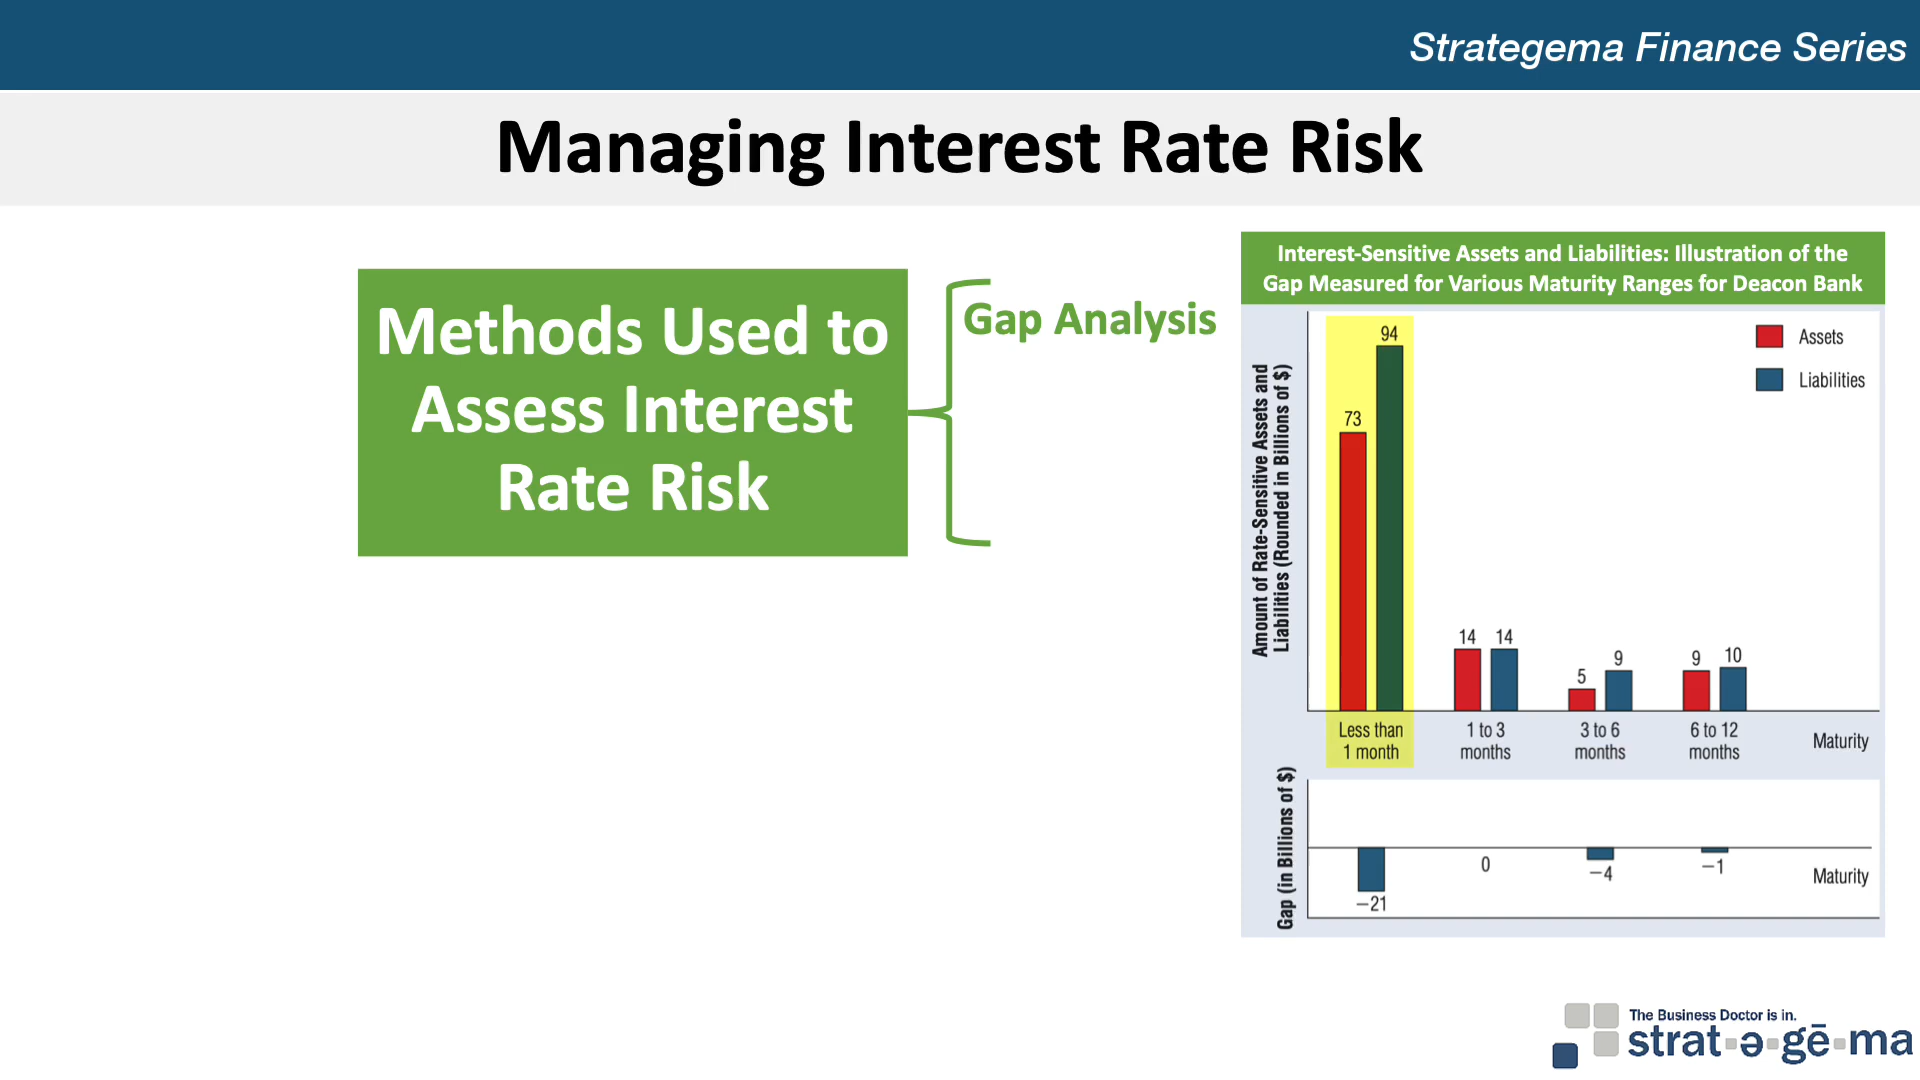 Strategema Finance Series
Managing Interest Rate Risk
Methods Used to
Assess Interest
Rate Risk
Gap Analysis
Interest-Sensitive Assets and Liabilities: Illustration of the
Gap Measured for Various Maturity Ranges for Deacon Bank
Amount of Rate-Sensitive Assets and
Liabilities (Rounded in Billions of $)
Assets
Liabilities
73 94
14 14
5 9
9 10
Less than
1 month
1 to 3
months
3 to 6
months
6 to 12
months
Maturity
Gap (in Billions of $)
−21
0
−4
−1
Maturity
The Business Doctor is in.
strat▪ə▪gē▪ma